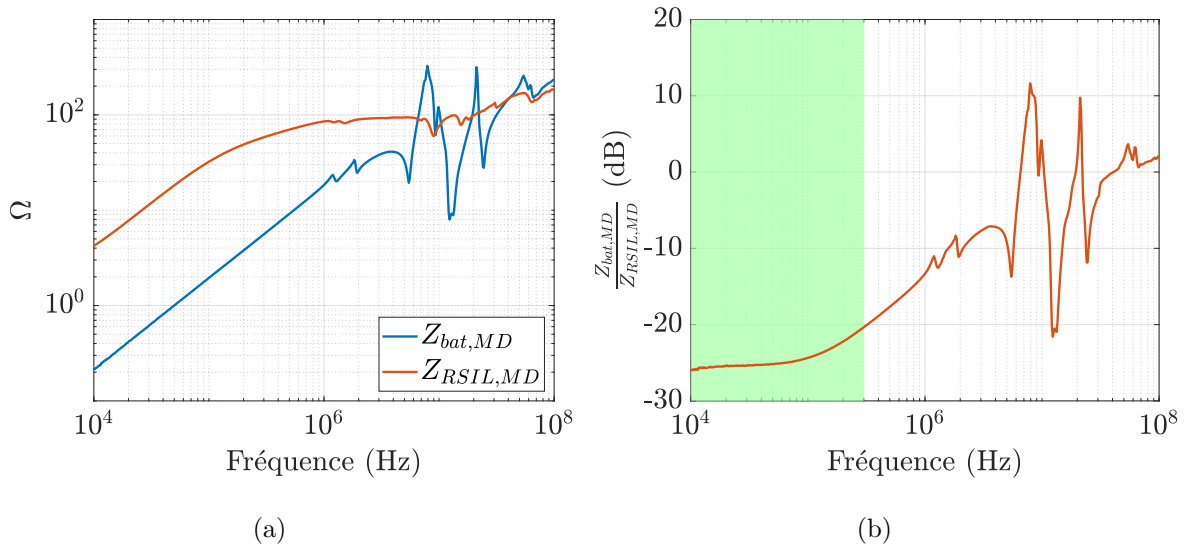 10^2
10^0
Ω
Z_{bat,MD}
Z_{RSIL,MD}
10^4
10^6
10^8
Fréquence (Hz)
(a)
20
10
0
-10
-20
-30
\frac{Z_{bat,MD}}{Z_{RSIL,MD}} (dB)
10^4
10^6
10^8
Fréquence (Hz)
(b)